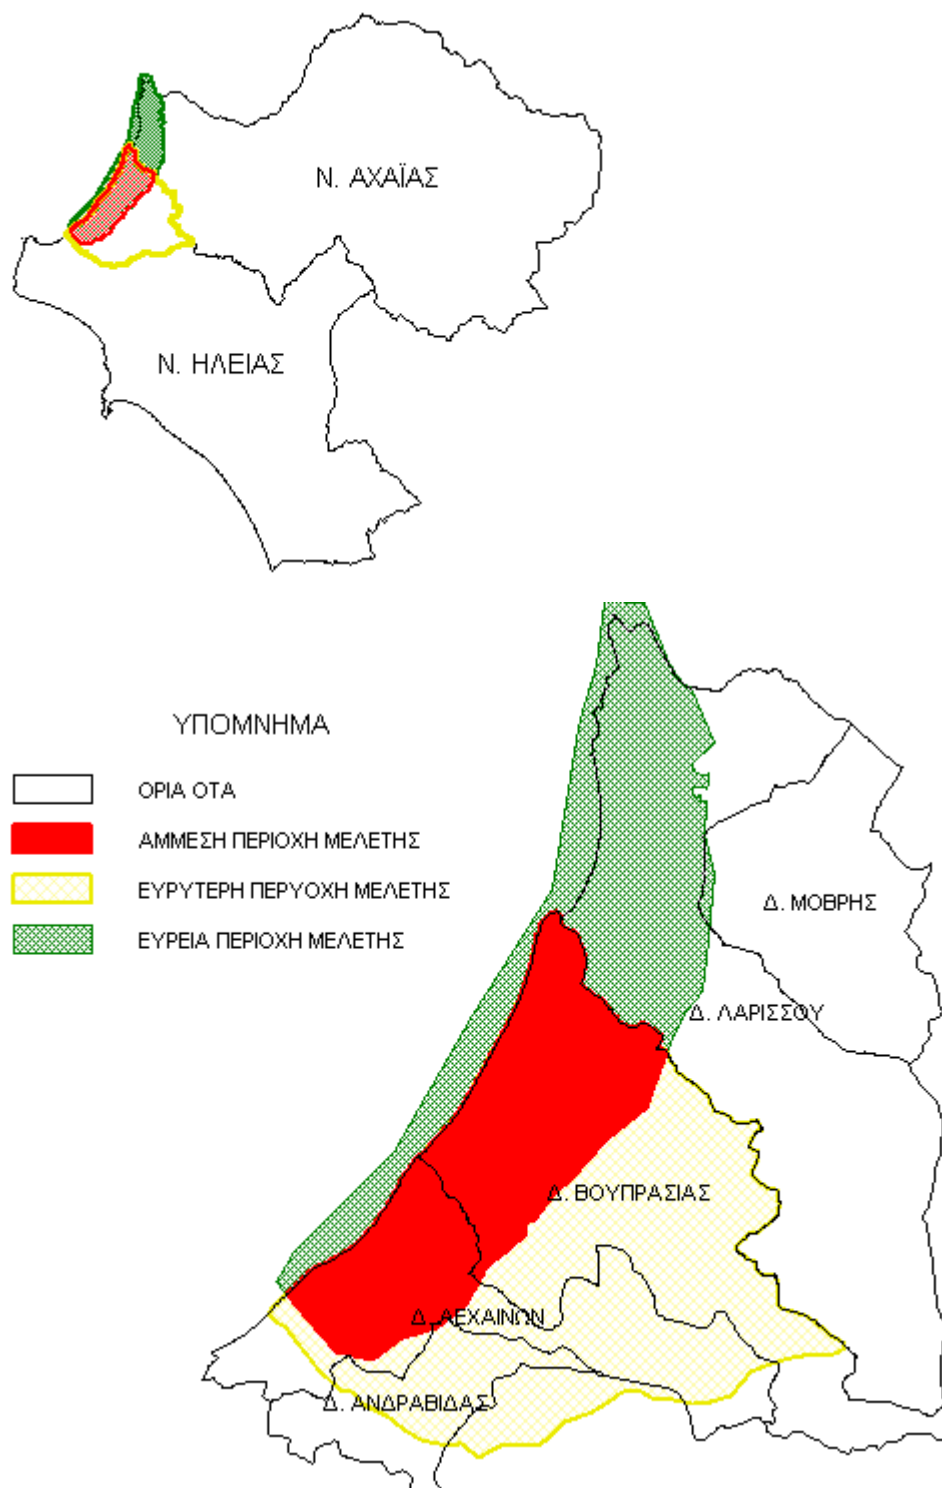 Ν. ΑΧΑΪΑΣ
Ν. ΗΛΕΙΑΣ
ΥΠΟΜΝΗΜΑ
ΟΡΙΑ ΟΤΑ
ΑΜΜΕΣΗ ΠΕΡΙΟΧΗ ΜΕΛΕΤΗΣ
ΕΥΡΥΤΕΡΗ ΠΕΡΥΟΧΗ ΜΕΛΕΤΗΣ
ΕΥΡΕΙΑ ΠΕΡΙΟΧΗ ΜΕΛΕΤΗΣ
Δ. ΜΟΒΡΗΣ
Δ. ΛΑΡΙΣΣΟΥ
Δ. ΒΟΥΠΡΑΣΙΑΣ
Δ. ΛΕΧΑΙΝΩΝ
Δ. ΑΝΔΡΑΒΙΔΑΣ